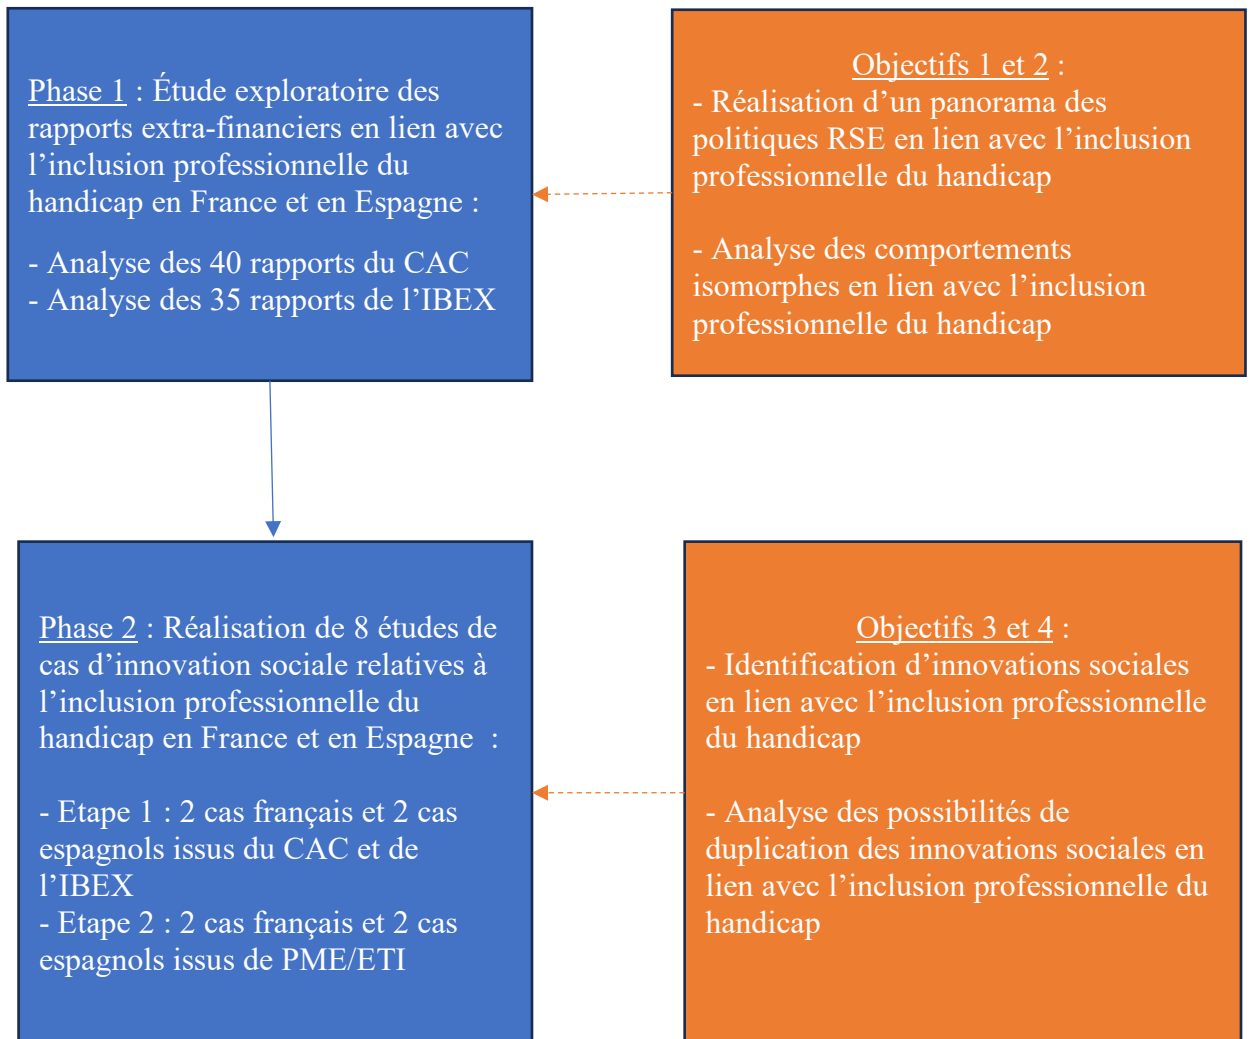 Phase 1 : Étude exploratoire des
rapports extra-financiers en lien avec
l’inclusion professionnelle du
handicap en France et en Espagne :
- Analyse des 40 rapports du CAC
- Analyse des 35 rapports de l’IBEX
Objectifs 1 et 2 :
- Réalisation d’un panorama des
politiques RSE en lien avec l’inclusion
professionnelle du handicap
- Analyse des comportements
isomorphes en lien avec l’inclusion
professionnelle du handicap
Phase 2 : Réalisation de 8 études de
cas d’innovation sociale relatives à
l’inclusion professionnelle du
handicap en France et en Espagne  :
- Etape 1 : 2 cas français et 2 cas
espagnols issus du CAC et de
l’IBEX
- Etape 2 : 2 cas français et 2 cas
espagnols issus de PME/ETI
Objectifs 3 et 4 :
- Identification d’innovations sociales
en lien avec l’inclusion professionnelle
du handicap
- Analyse des possibilités de
duplication des innovations sociales en
lien avec l’inclusion professionnelle du
handicap